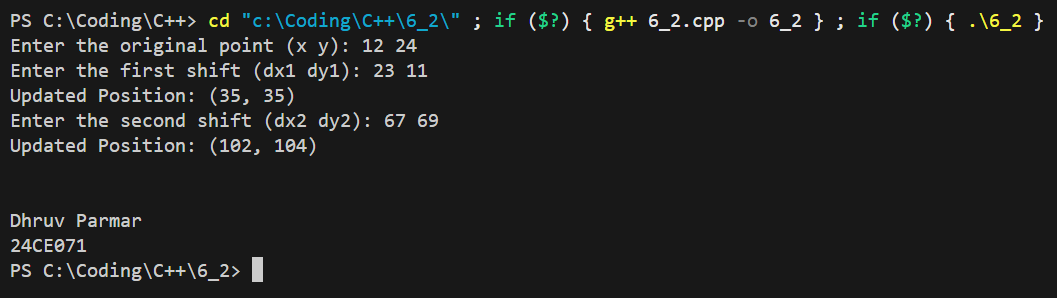 PS C:\Coding\C++> cd "c:\Coding\C++\6_2\" ; if ($?) { g++ 6_2.cpp -o 6_2 } ; if ($?) { .\6_2 }
Enter the original point (x y): 12 24
Enter the first shift (dx1 dy1): 23 11
Updated Position: (35, 35)
Enter the second shift (dx2 dy2): 67 69
Updated Position: (102, 104)
Dhruv Parmar
24CE071
PS C:\Coding\C++\6_2>